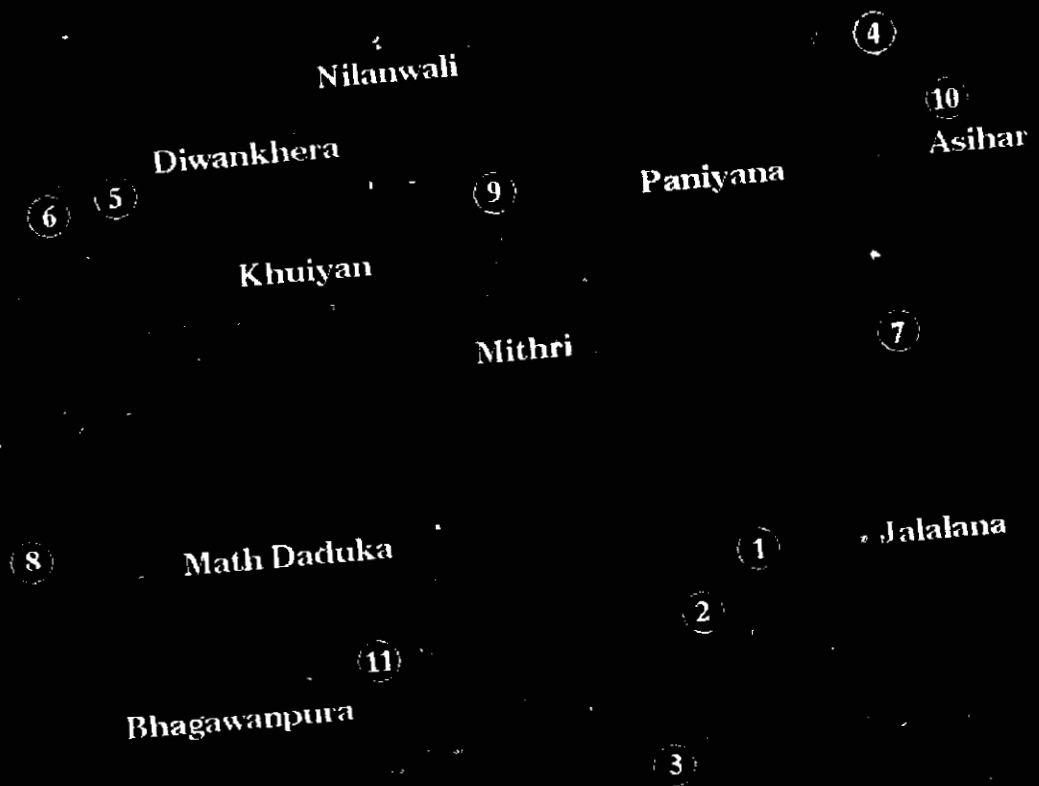 4
Nilanwali
10
Asihar
Diwankhera
Paniyana
9
5
6
Khuiyan
7
Mithri
Jalalana
1
Math Daduka
8
2
11
Bhagawanpura
3